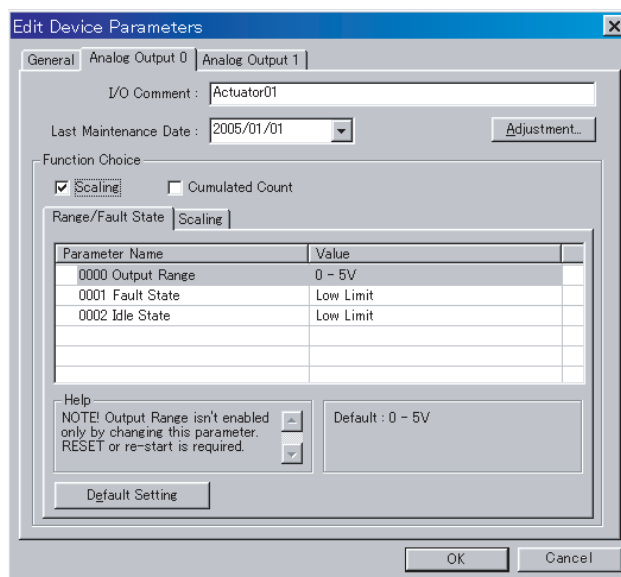 Edit Device Parameters
General Analog Output 0 Analog Output 1
I/O Comment : Actuator01
Last Maintenance Date : 2005/01/01 Adjustment...
Function Choice
Scaling Cumulated Count
Range/Fault State Scaling
Parameter Name Value
0000 Output Range 0 - 5V
0001 Fault State Low Limit
0002 Idle State Low Limit
Help
NOTE! Output Range isn't enabled
only by changing this parameter.
RESET or re-start is required.
Default : 0 - 5V
Default Setting
OK Cancel